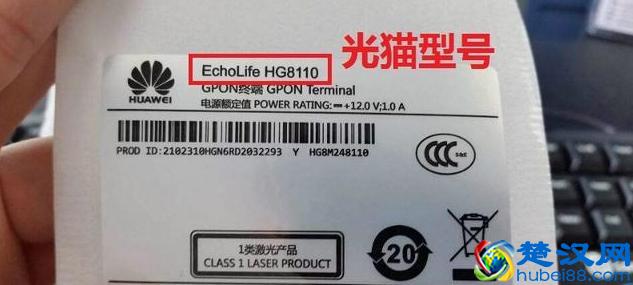 EchoLife HG8110
光猫型号
HUAWEI
GPON终端 GPON Terminal
电源额定值 POWER RATING: ⎓+12.0 V;1.0 A
PROD ID:2102310HGN6RD2032293 Y HG8M248110
CCC
1类激光产品
CLASS 1 LASER PRODUCT
20
楚汉网
hubei88.com